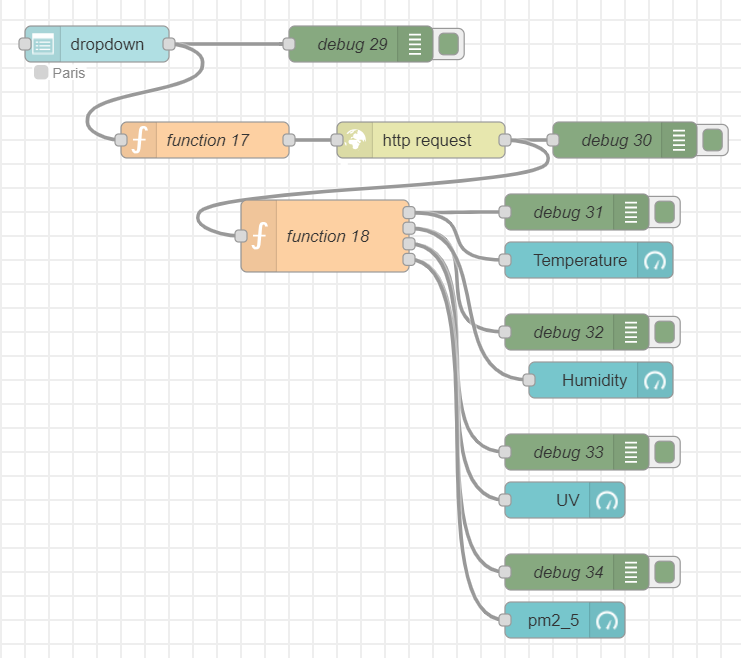 dropdown
debug 29
Paris
function 17
http request
debug 30
function 18
debug 31
Temperature
debug 32
Humidity
debug 33
UV
debug 34
pm2_5